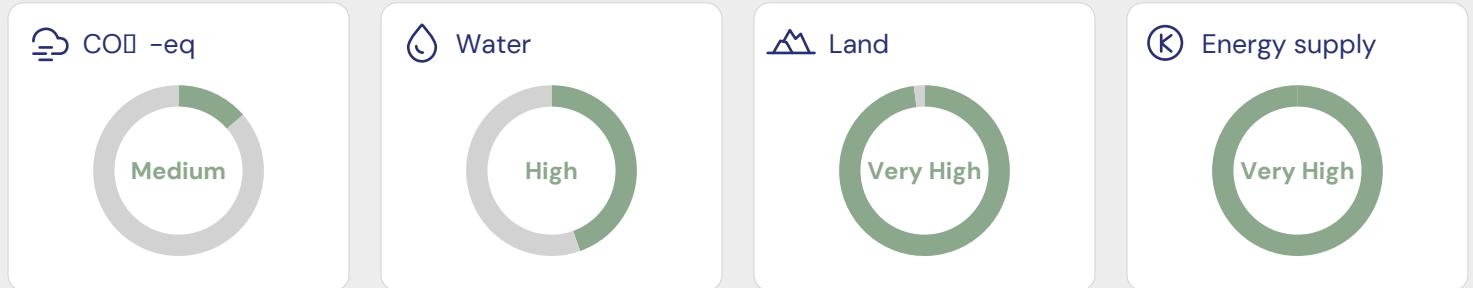 CO▯ -eq
Medium
Water
High
Land
Very High
Energy supply
Very High